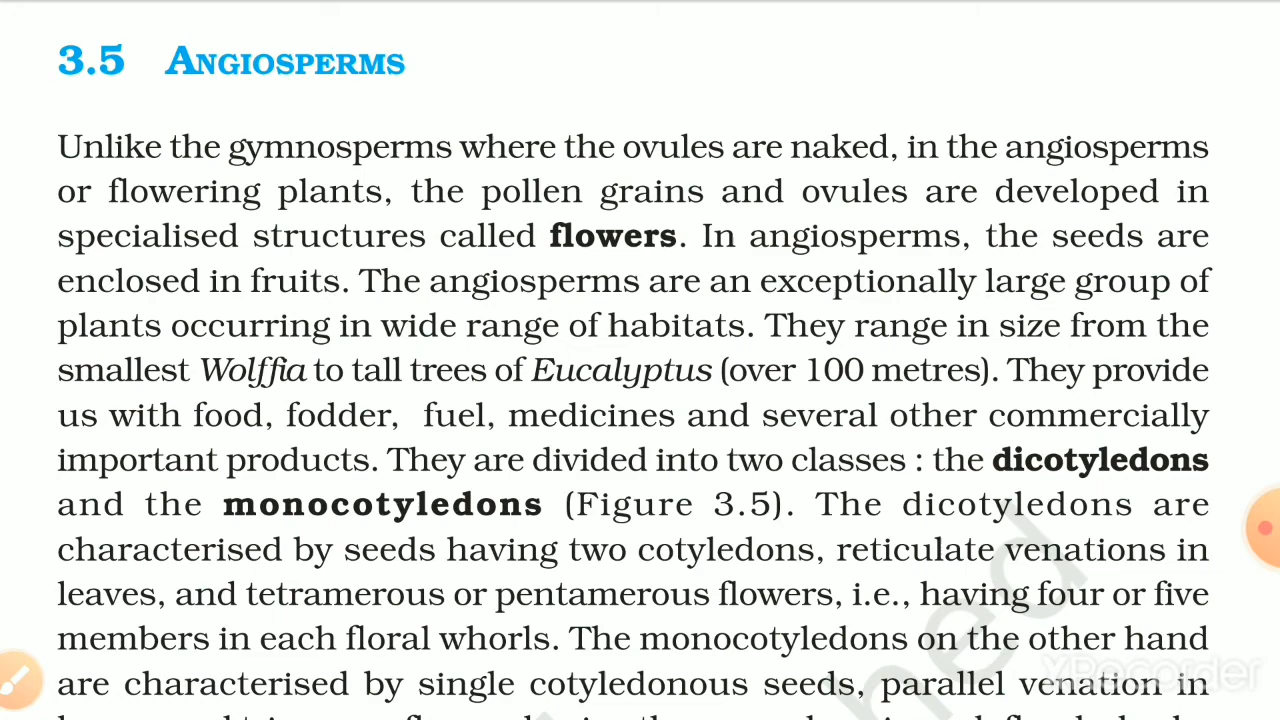 3.5 ANGIOSPERMS
Unlike the gymnosperms where the ovules are naked, in the angiosperms
or flowering plants, the pollen grains and ovules are developed in
specialised structures called flowers. In angiosperms, the seeds are
enclosed in fruits. The angiosperms are an exceptionally large group of
plants occurring in wide range of habitats. They range in size from the
smallest Wolffia to tall trees of Eucalyptus (over 100 metres). They provide
us with food, fodder, fuel, medicines and several other commercially
important products. They are divided into two classes : the dicotyledons
and the monocotyledons (Figure 3.5). The dicotyledons are
characterised by seeds having two cotyledons, reticulate venations in
leaves, and tetramerous or pentamerous flowers, i.e., having four or five
members in each floral whorls. The monocotyledons on the other hand
are characterised by single cotyledonous seeds, parallel venation in
XRecorder